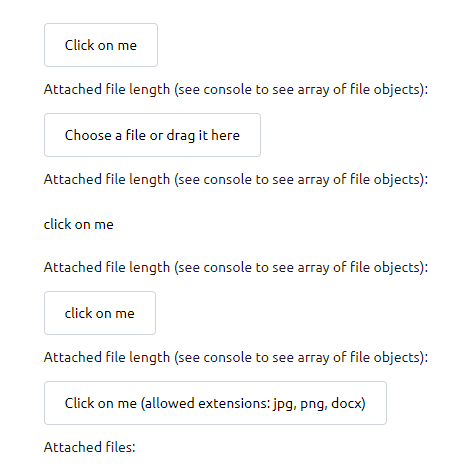 Click on me
Attached file length (see console to see array of file objects):
Choose a file or drag it here
Attached file length (see console to see array of file objects):
click on me
Attached file length (see console to see array of file objects):
click on me
Attached file length (see console to see array of file objects):
Click on me (allowed extensions: jpg, png, docx)
Attached files: